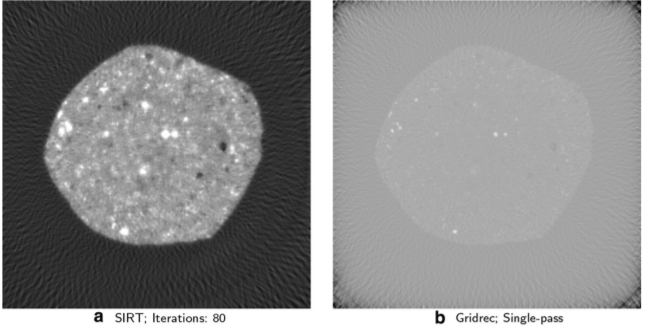 a SIRT; Iterations: 80
b Gridrec; Single-pass